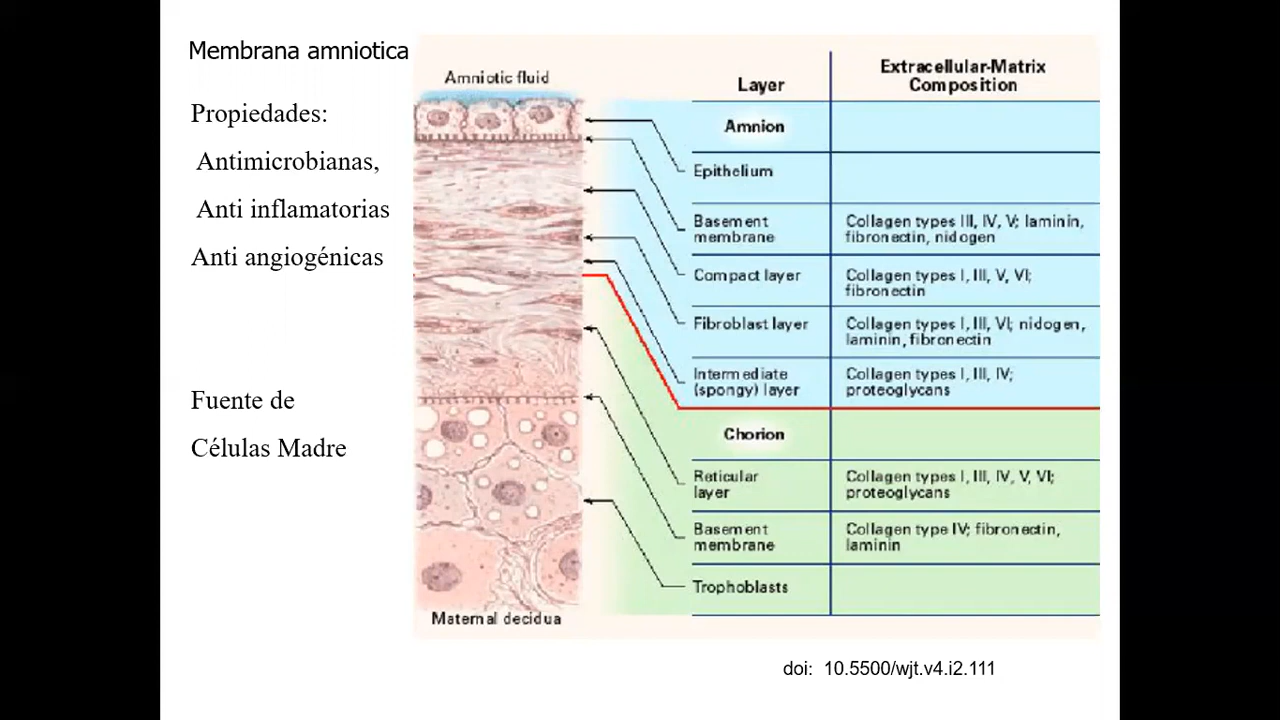 Membrana amniotica
Propiedades:
Antimicrobianas,
Anti inflamatorias
Anti angiogénicas
Fuente de
Células Madre
Amniotic fluid
Maternal decidua
Layer
Extracellular-Matrix
Composition
Amnion
Epithelium
Basement
membrane
Collagen types III, IV, V; laminin,
fibronectin, nidogen
Compact layer
Collagen types I, III, V, VI;
fibronectin
Fibroblast layer
Collagen types I, III, VI; nidogen,
laminin, fibronectin
Intermediate
(spongy) layer
Collagen types I, III, IV;
proteoglycans
Chorion
Reticular
layer
Collagen types I, III, IV, V, VI;
proteoglycans
Basement
membrane
Collagen type IV; fibronectin,
laminin
Trophoblasts
doi: 10.5500/wjt.v4.i2.111